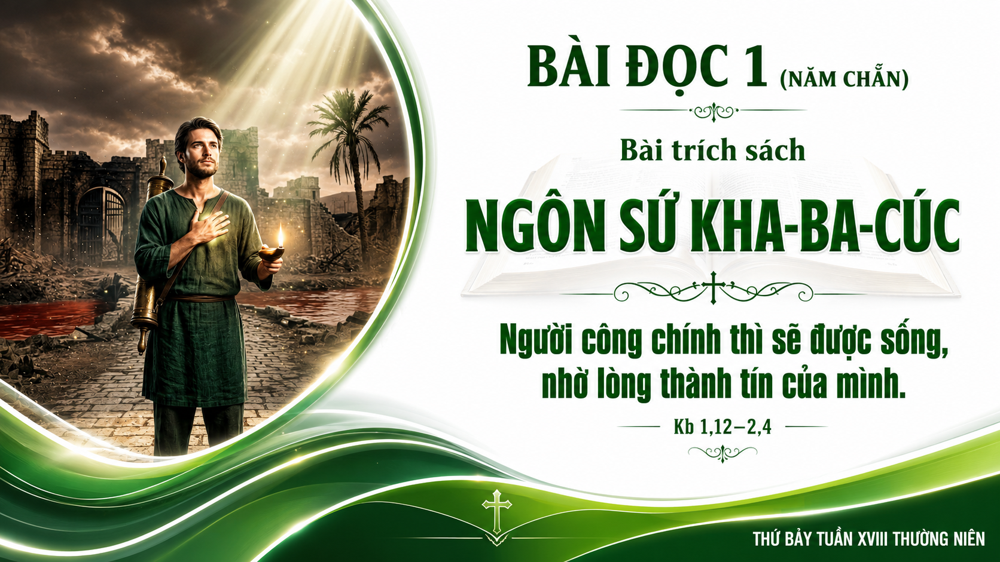 BÀI ĐỌC 1 (NĂM CHẴN)
Bài trích sách
NGÔN SỨ KHA-BA-CÚC
Người công chính thì sẽ được sống,
nhờ lòng thành tín của mình.
Kb 1,12–2,4
THỨ BẢY TUẦN XVIII THƯỜNG NIÊN